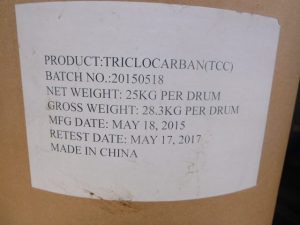 PRODUCT:TRICLOCARBAN(TCC)
BATCH NO.:20150518
NET WEIGHT: 25KG PER DRUM
GROSS WEIGHT: 28.3KG PER DRUM
MFG DATE: MAY 18, 2015
RETEST DATE: MAY 17, 2017
MADE IN CHINA